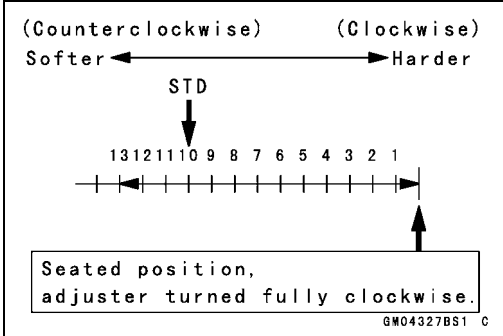 (Counterclockwise) (Clockwise)
Softer Harder
STD
13 12 11 10 9 8 7 6 5 4 3 2 1
Seated position,
adjuster turned fully clockwise.
GM04327BS1 C